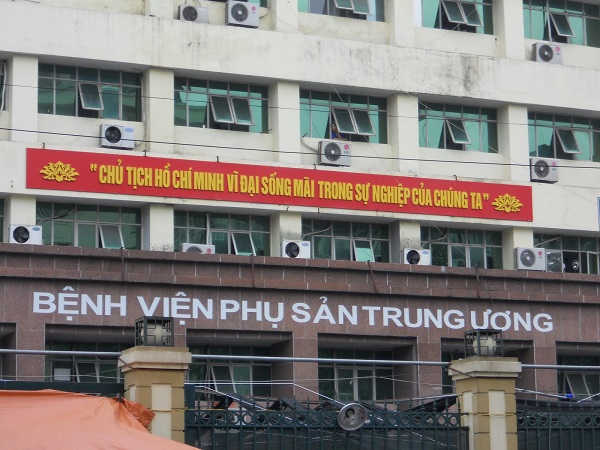 "CHỦ TỊCH HỒ CHÍ MINH VĨ ĐẠI SỐNG MÃI TRONG SỰ NGHIỆP CỦA CHÚNG TA"
BỆNH VIỆN PHỤ SẢN TRUNG ƯƠNG